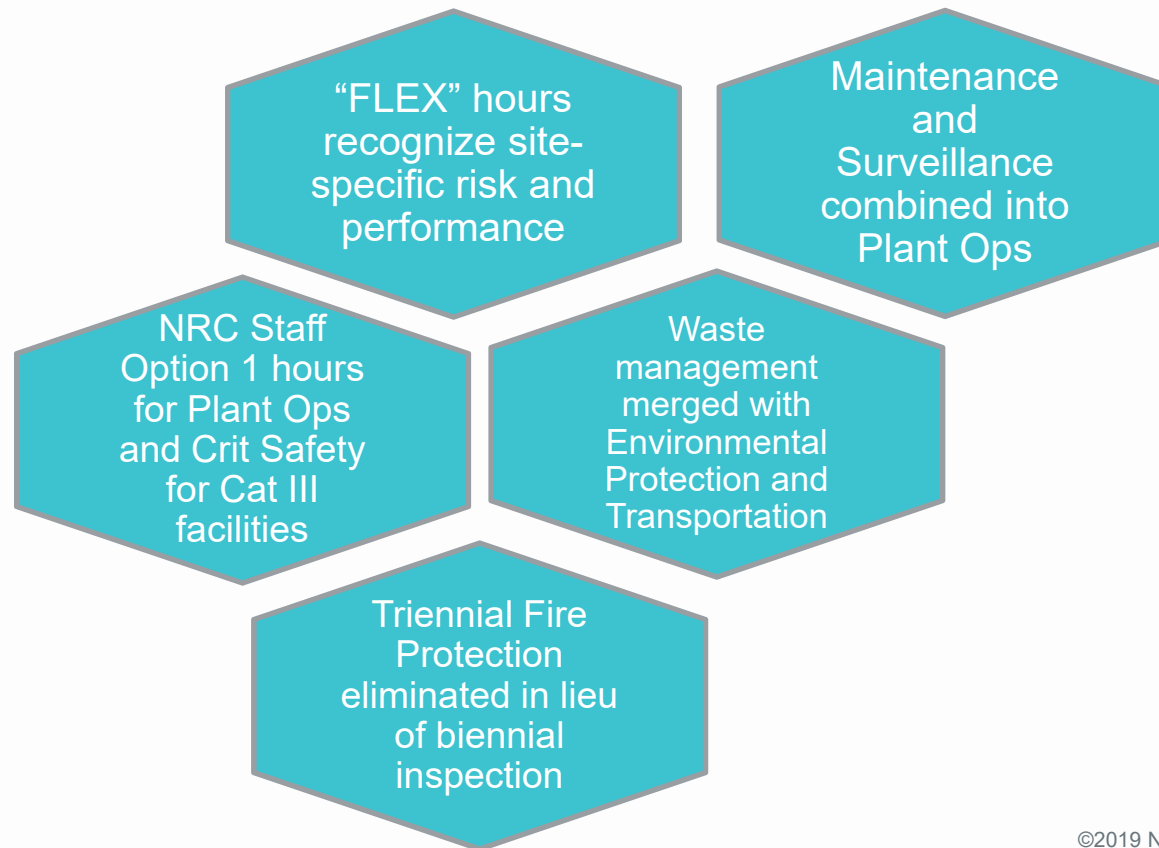 “FLEX” hours
recognize site-
specific risk and
performance
Maintenance
and
Surveillance
combined into
Plant Ops
NRC Staff
Option 1 hours
for Plant Ops
and Crit Safety
for Cat III
facilities
Waste
management
merged with
Environmental
Protection and
Transportation
Triennial Fire
Protection
eliminated in lieu
of biennial
inspection
©2019 N